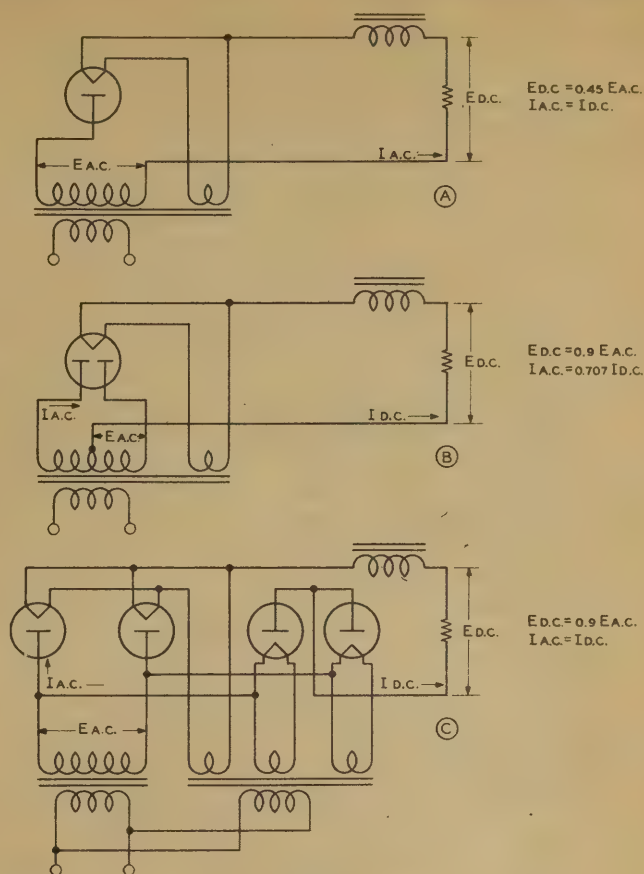 E D.C.
E D.C = 0.45 E A.C.
I A.C. = I D.C.
E A.C.
I A.C.
A
E D.C.
E D.C = 0.9 E A.C.
I A.C. = 0.707 I D.C.
I A.C.
E A.C.
I D.C.
B
E D.C.
E D.C. = 0.9 E A.C.
I A.C. = I D.C.
I A.C.
I D.C.
E A.C.
C